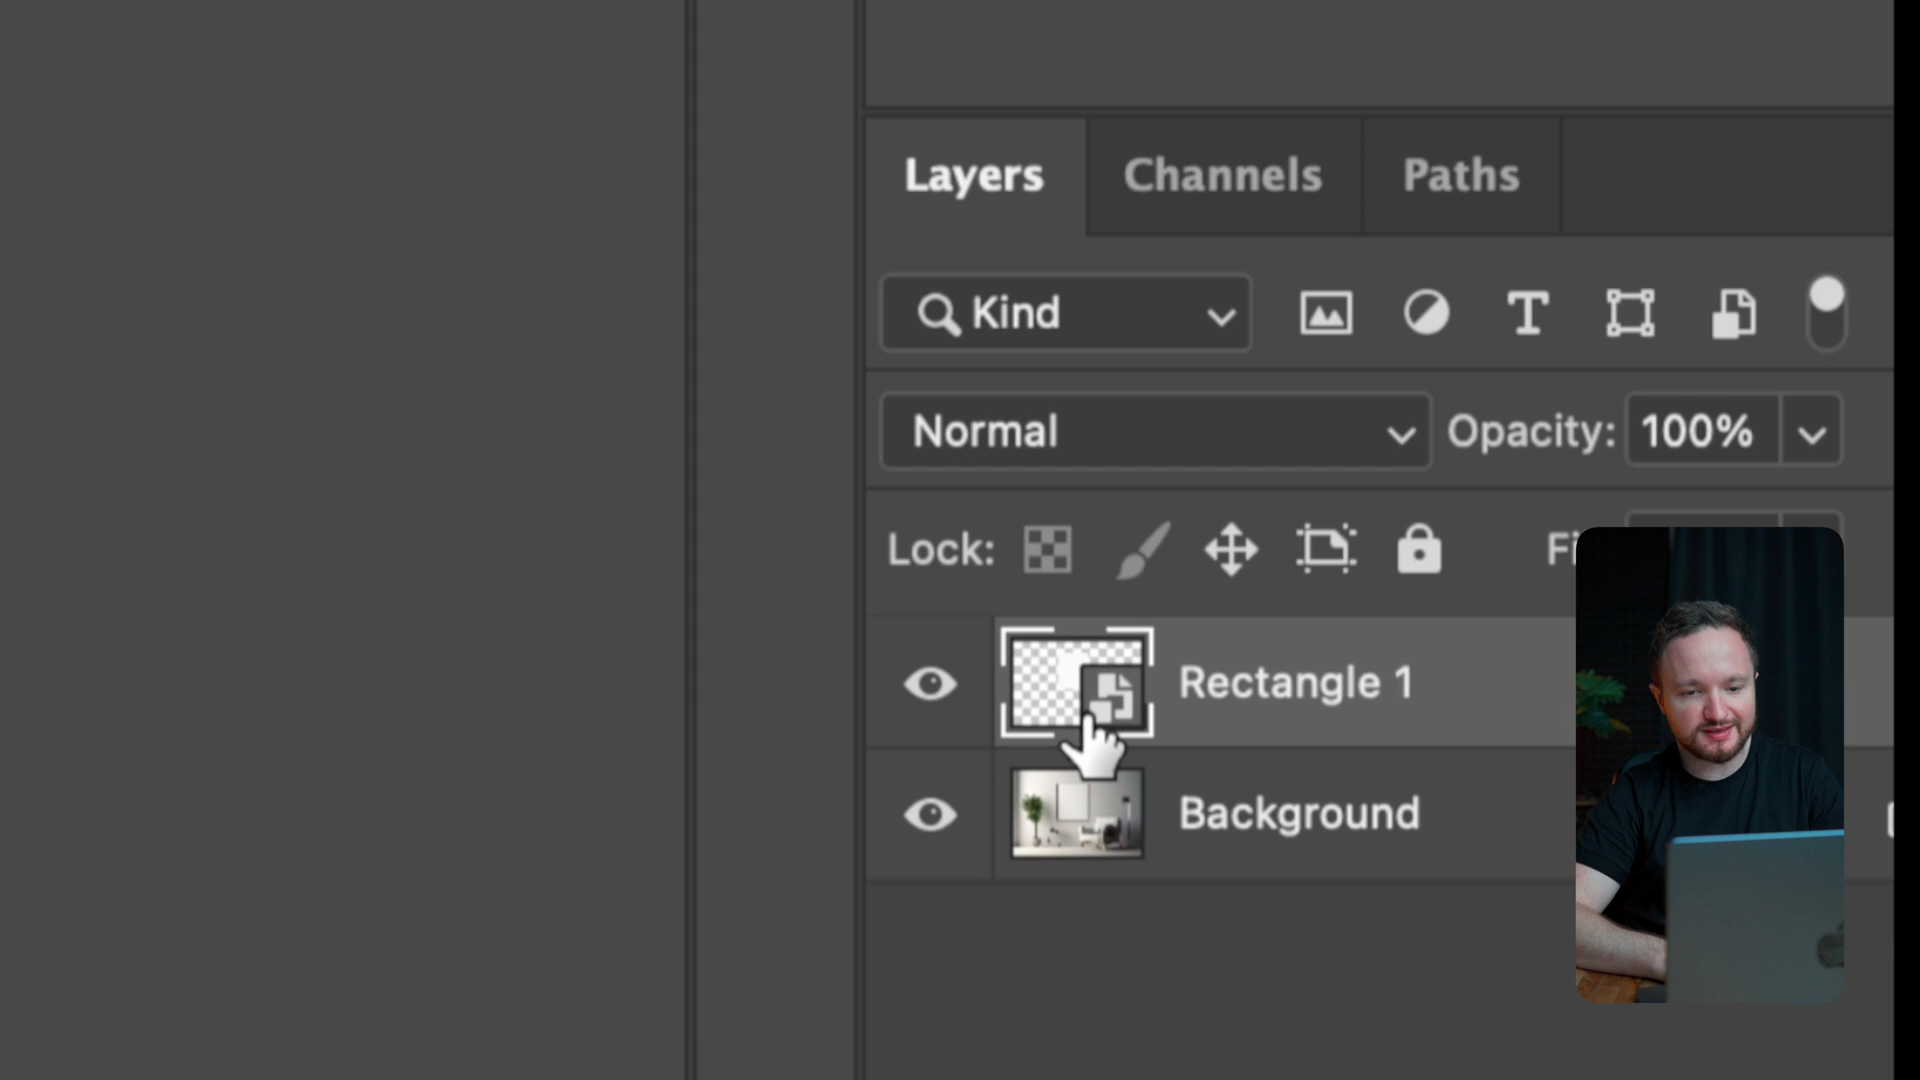 Layers Channels Paths
Kind
Normal Opacity: 100%
Lock:
Rectangle 1
Background